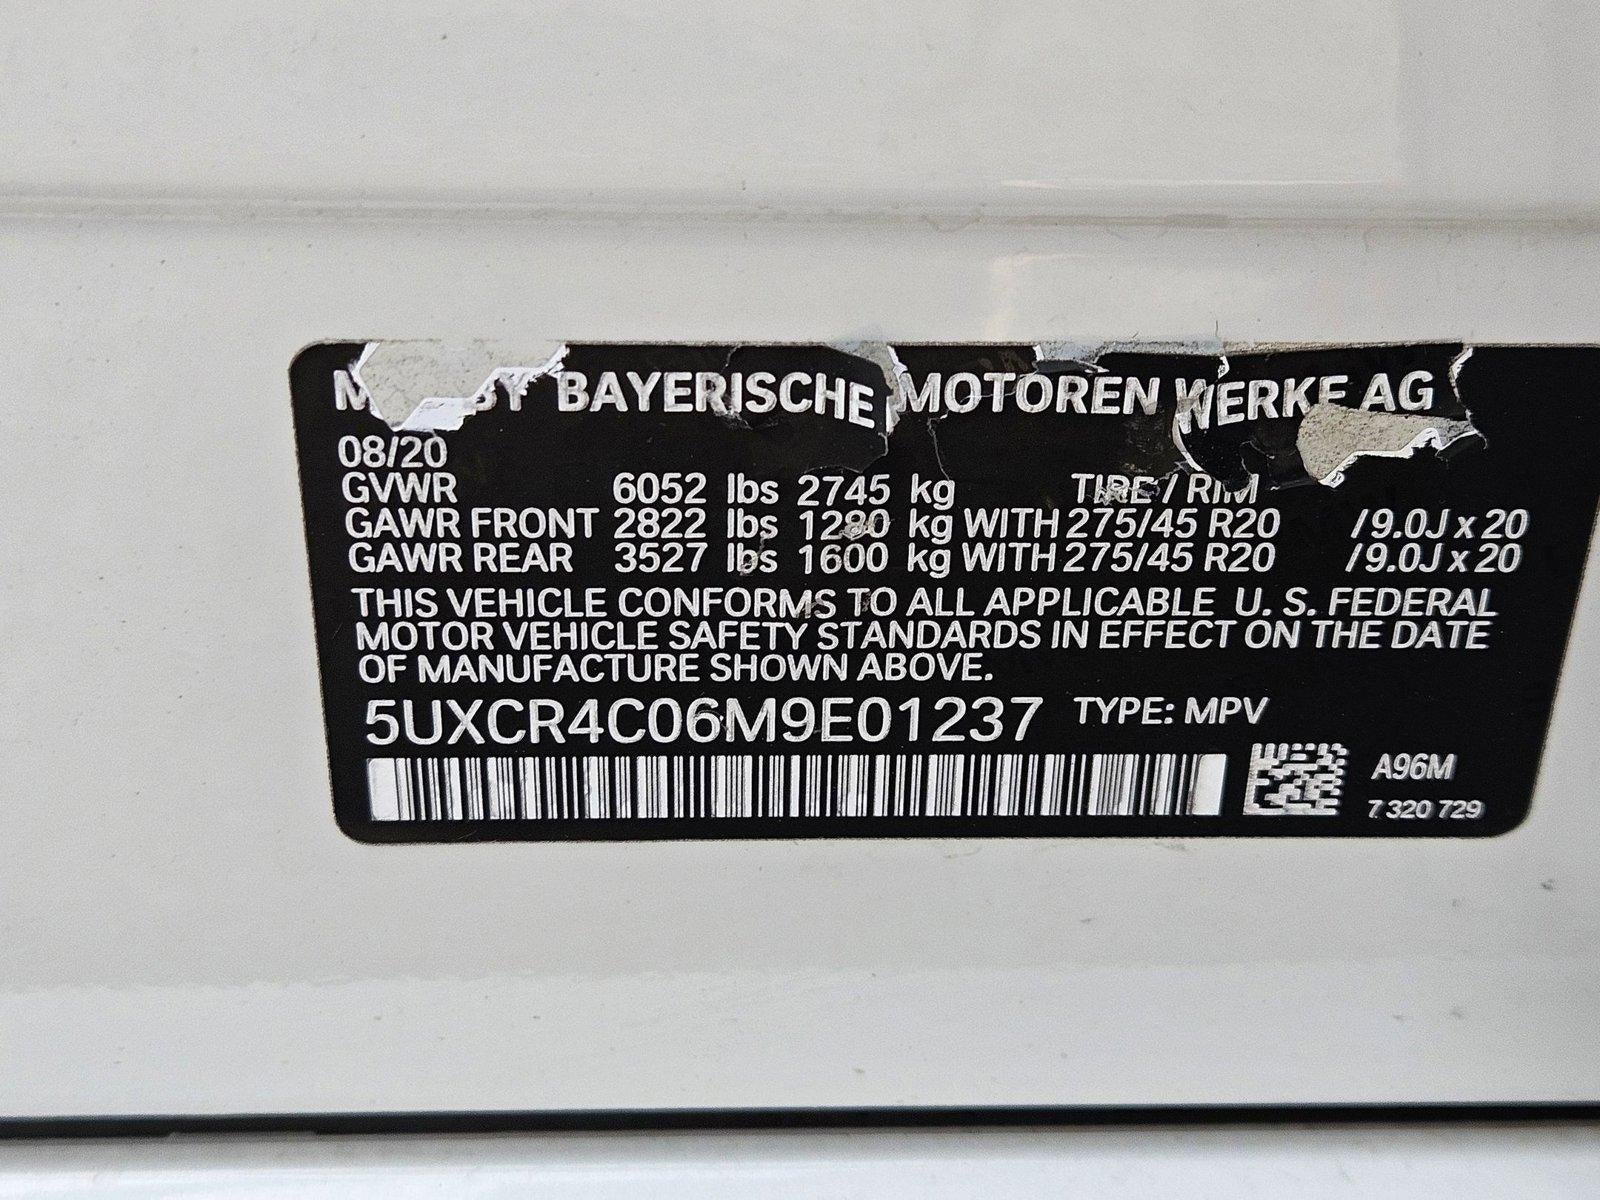 BY BAYERISCHE MOTOREN WERKE AG
08/20
GVWR 6052 lbs 2745 kg TIRE / RIM
GAWR FRONT 2822 lbs 1280 kg WITH 275/45 R20 / 9.0J x 20
GAWR REAR 3527 lbs 1600 kg WITH 275/45 R20 / 9.0J x 20
THIS VEHICLE CONFORMS TO ALL APPLICABLE U. S. FEDERAL
MOTOR VEHICLE SAFETY STANDARDS IN EFFECT ON THE DATE
OF MANUFACTURE SHOWN ABOVE.
5UXCR4C06M9E01237 TYPE: MPV
A96M
7 320 729